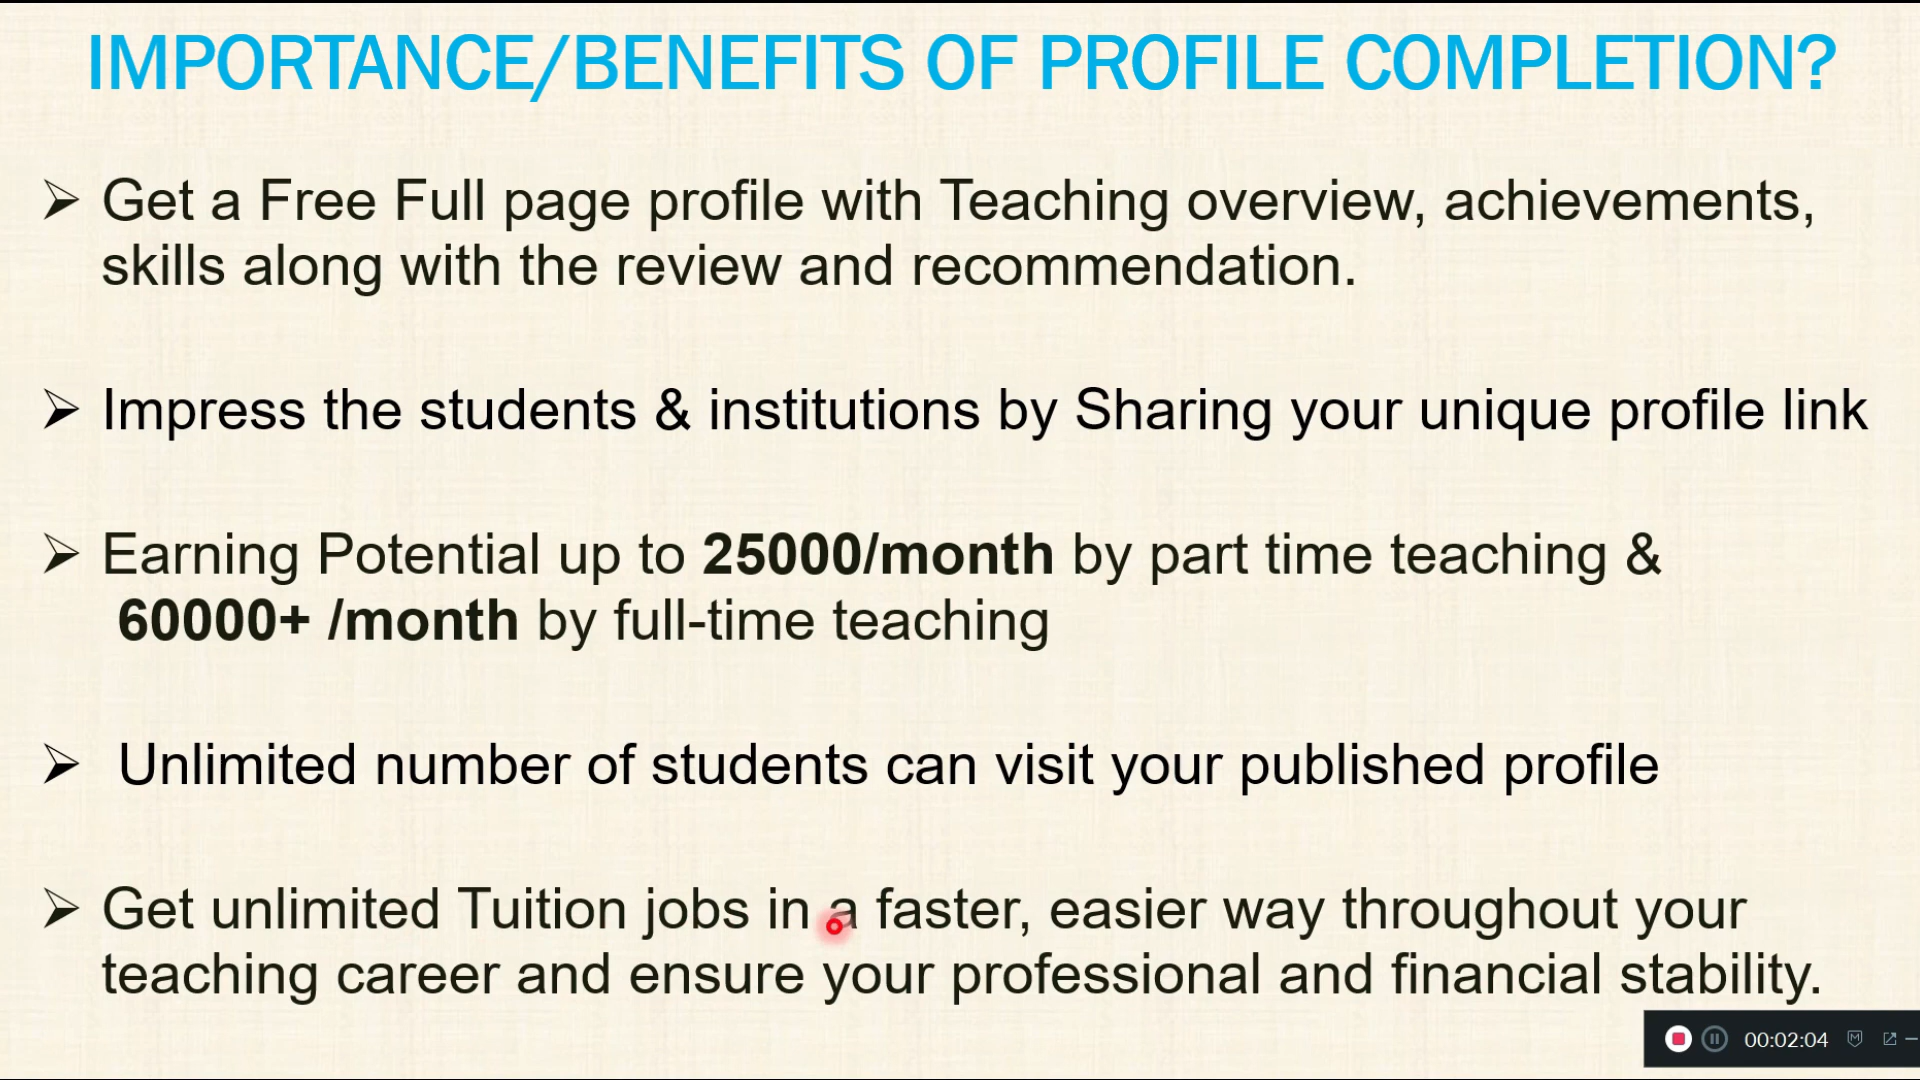 IMPORTANCE/BENEFITS OF PROFILE COMPLETION?
➢ Get a Free Full page profile with Teaching overview, achievements,
skills along with the review and recommendation.
➢ Impress the students & institutions by Sharing your unique profile link
➢ Earning Potential up to 25000/month by part time teaching &
60000+ /month by full-time teaching
➢ Unlimited number of students can visit your published profile
➢ Get unlimited Tuition jobs in a faster, easier way throughout your
teaching career and ensure your professional and financial stability.
00:02:04